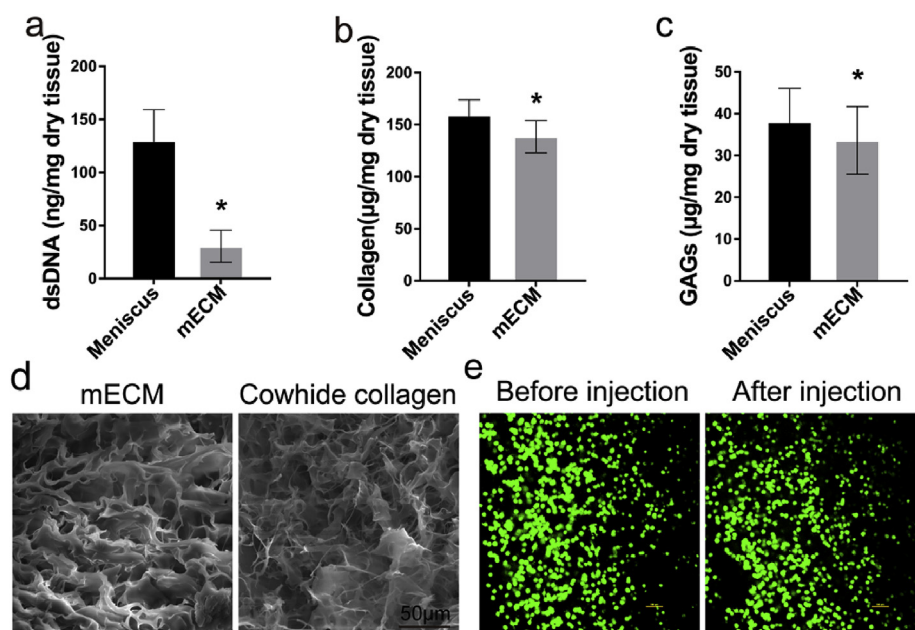 a
dsDNA (ng/mg dry tissue)
200
150
100
50
0
*
Meniscus
mECM
b
Collagen(µg/mg dry tissue)
200
150
100
50
0
*
Meniscus
mECM
c
GAGs (µg/mg dry tissue)
50
40
30
20
10
0
*
Meniscus
mECM
d
mECM
Cowhide collagen
50µm
e
Before injection
After injection